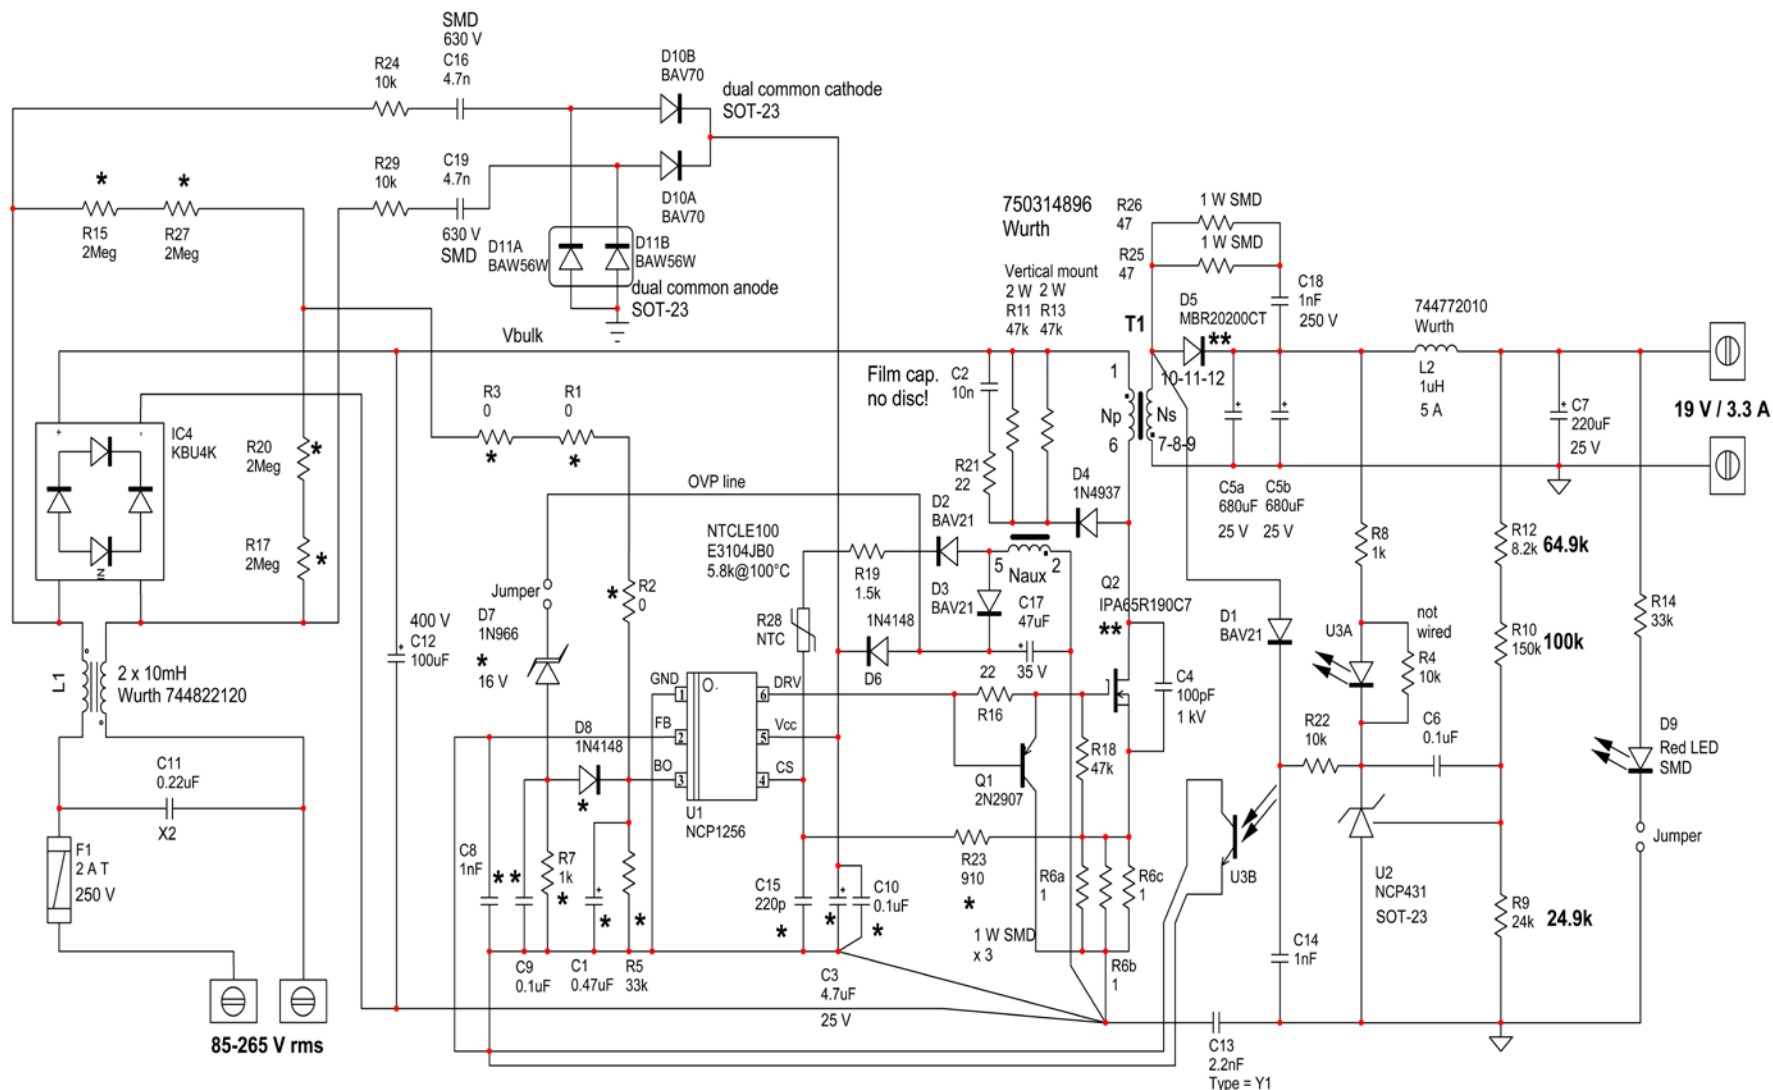 SMD
630 V
C16
4.7n
R24
10k
D10B
BAV70
dual common cathode
SOT-23
R29
10k
C19
4.7n
630 V
SMD
D10A
BAV70
*
*
R15
2Meg
R27
2Meg
D11A
BAW56W
D11B
BAW56W
dual common anode
SOT-23
Vbulk
750314896
Wurth
R26
47
1 W SMD
R25
47
1 W SMD
Vertical mount
2 W
2 W
R11
47k
R13
47k
T1
D5
MBR20200CT
**
C18
1nF
250 V
744772010
Wurth
L2
1uH
5 A
19 V / 3.3 A
C7
220uF
25 V
Film cap.
no disc!
C2
10n
1
Np
6
Ns
10-11-12
7-8-9
R21
22
D4
1N4937
C5a
680uF
25 V
C5b
680uF
25 V
IC4
KBU4K
+
-
IN
R20
2Meg
*
R17
2Meg
*
R3
0
*
R1
0
*
OVP line
NTCLE100
E3104JB0
5.8k@100°C
D2
BAV21
R19
1.5k
5
Naux
2
D3
BAV21
C17
47uF
35 V
Q2
IPA65R190C7
**
R28
NTC
1N4148
D6
Jumper
D7
1N966
*
16 V
*
R2
0
400 V
C12
100uF
L1
2 x 10mH
Wurth 744822120
C11
0.22uF
X2
F1
2 A T
250 V
85-265 V rms
GND
FB
BO
1
2
3
6
5
4
DRV
Vcc
CS
U1
NCP1256
D8
1N4148
*
22
R16
Q1
2N2907
R18
47k
C4
100pF
1 kV
D1
BAV21
R8
1k
U3A
not
wired
R4
10k
R22
10k
C6
0.1uF
R12
8.2k
64.9k
R10
150k
100k
R14
33k
D9
Red LED
SMD
Jumper
C8
1nF
**
C9
0.1uF
R7
1k
*
C1
0.47uF
*
R5
33k
*
C15
220p
*
C3
4.7uF
25 V
*
C10
0.1uF
*
R23
910
*
R6a
1
R6c
1
1 W SMD
x 3
R6b
1
U3B
U2
NCP431
SOT-23
R9
24k
24.9k
C14
1nF
C13
2.2nF
Type = Y1